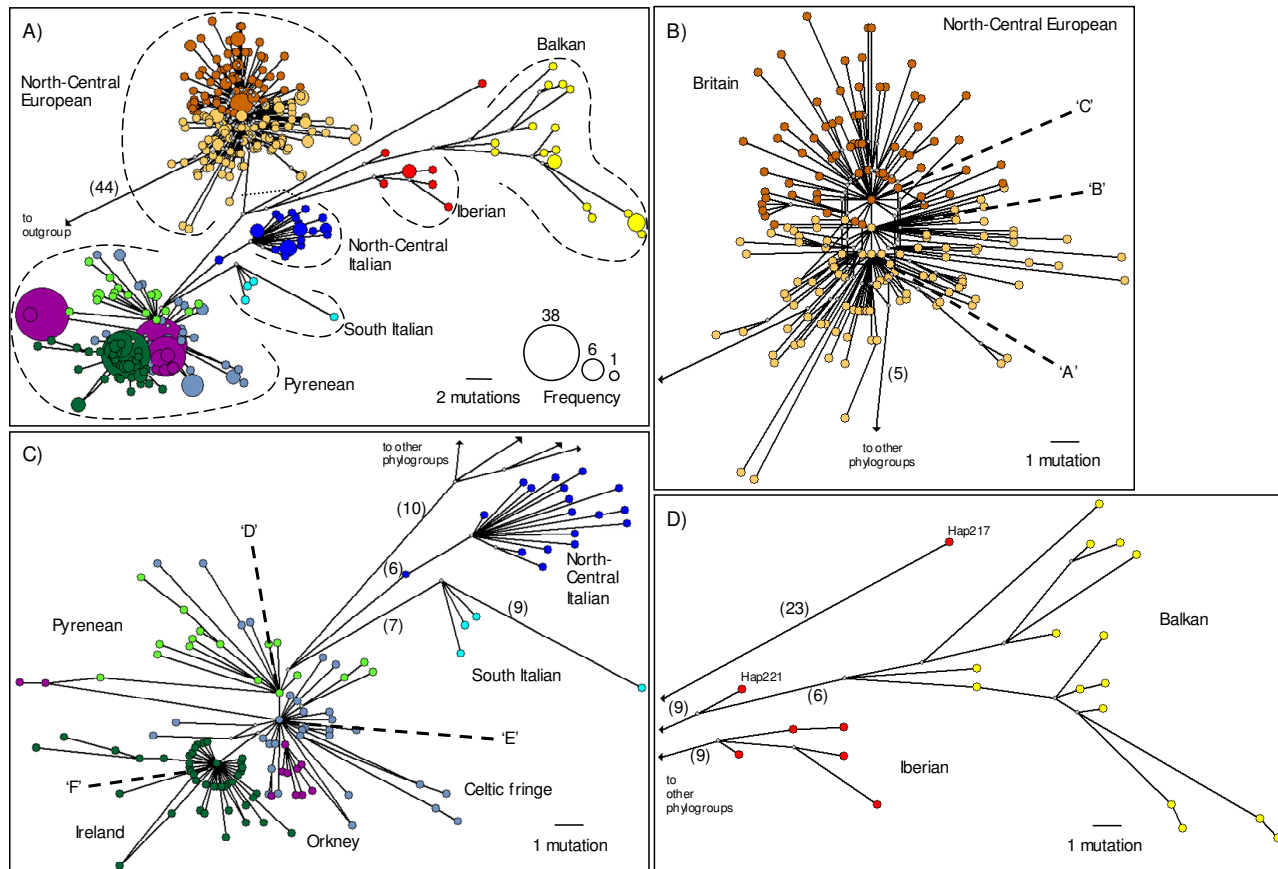 A)
North-Central
European
Balkan
(44)
to
outgroup
Iberian
North-Central
Italian
South Italian
Pyrenean
38
6
1
2 mutations
Frequency
B)
North-Central European
Britain
'C'
'B'
'A'
(5)
to other
phylogroups
1 mutation
C)
to other
phylogroups
(10)
'D'
(6)
North-
Central
Italian
Pyrenean
(9)
(7)
South Italian
'E'
'F'
Celtic fringe
Ireland
Orkney
1 mutation
D)
Hap217
(23)
Balkan
Hap221
(6)
(9)
(9)
Iberian
to
other
phylogroups
1 mutation